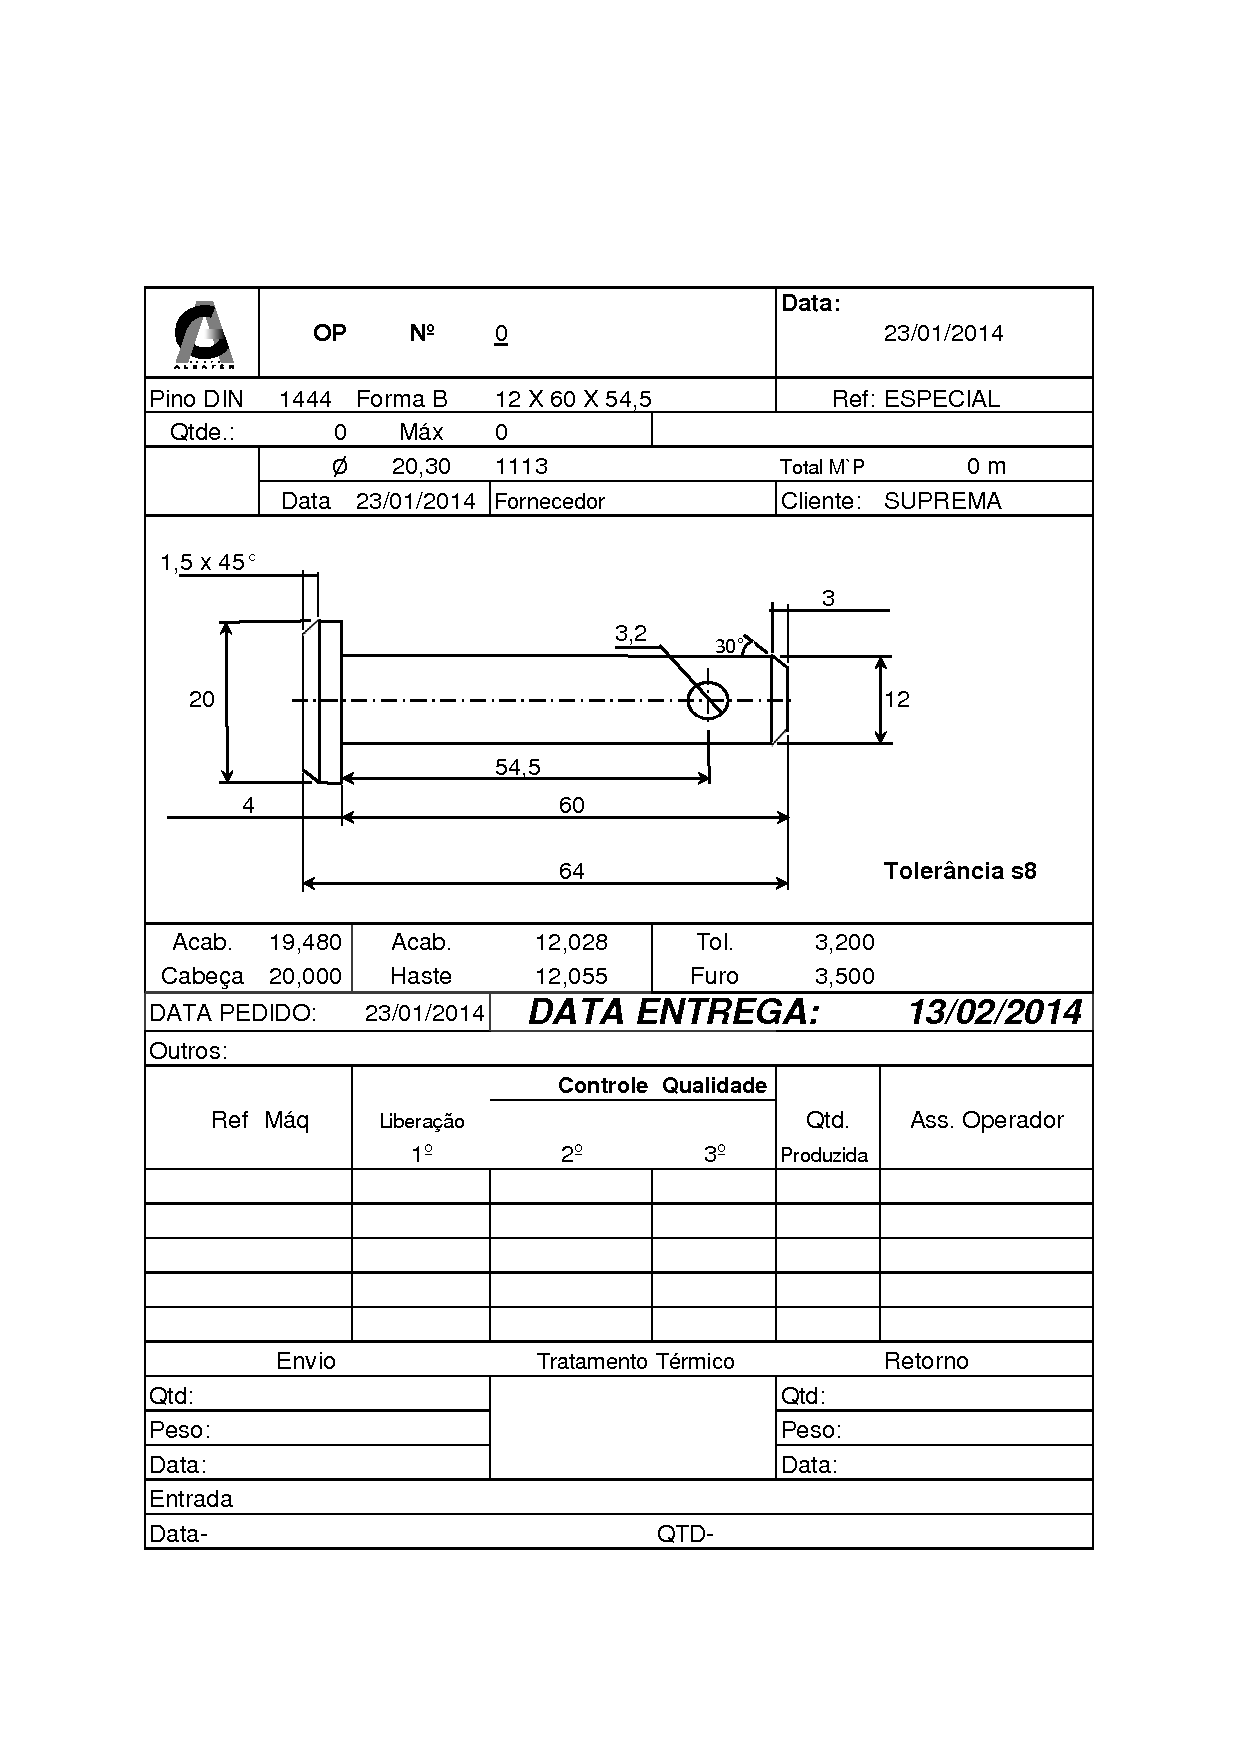 Data:
OP Nº 0 23/01/2014
ALBAFER
Pino DIN 1444 Forma B 12 X 60 X 54,5 Ref: ESPECIAL
Qtde.: 0 Máx 0
Ø 20,30 1113 Total M`P 0 m
Data 23/01/2014 Fornecedor Cliente: SUPREMA
1,5 x 45°
3
3,2 30°
20 12
54,5
4 60
64 Tolerância s8
Acab. 19,480 Acab. 12,028 Tol. 3,200
Cabeça 20,000 Haste 12,055 Furo 3,500
DATA PEDIDO: 23/01/2014 DATA ENTREGA: 13/02/2014
Outros:
Controle Qualidade
Ref Máq Liberação Qtd. Ass. Operador
1º 2º 3º Produzida
Envio Tratamento Térmico Retorno
Qtd: Qtd:
Peso: Peso:
Data: Data:
Entrada
Data- QTD-